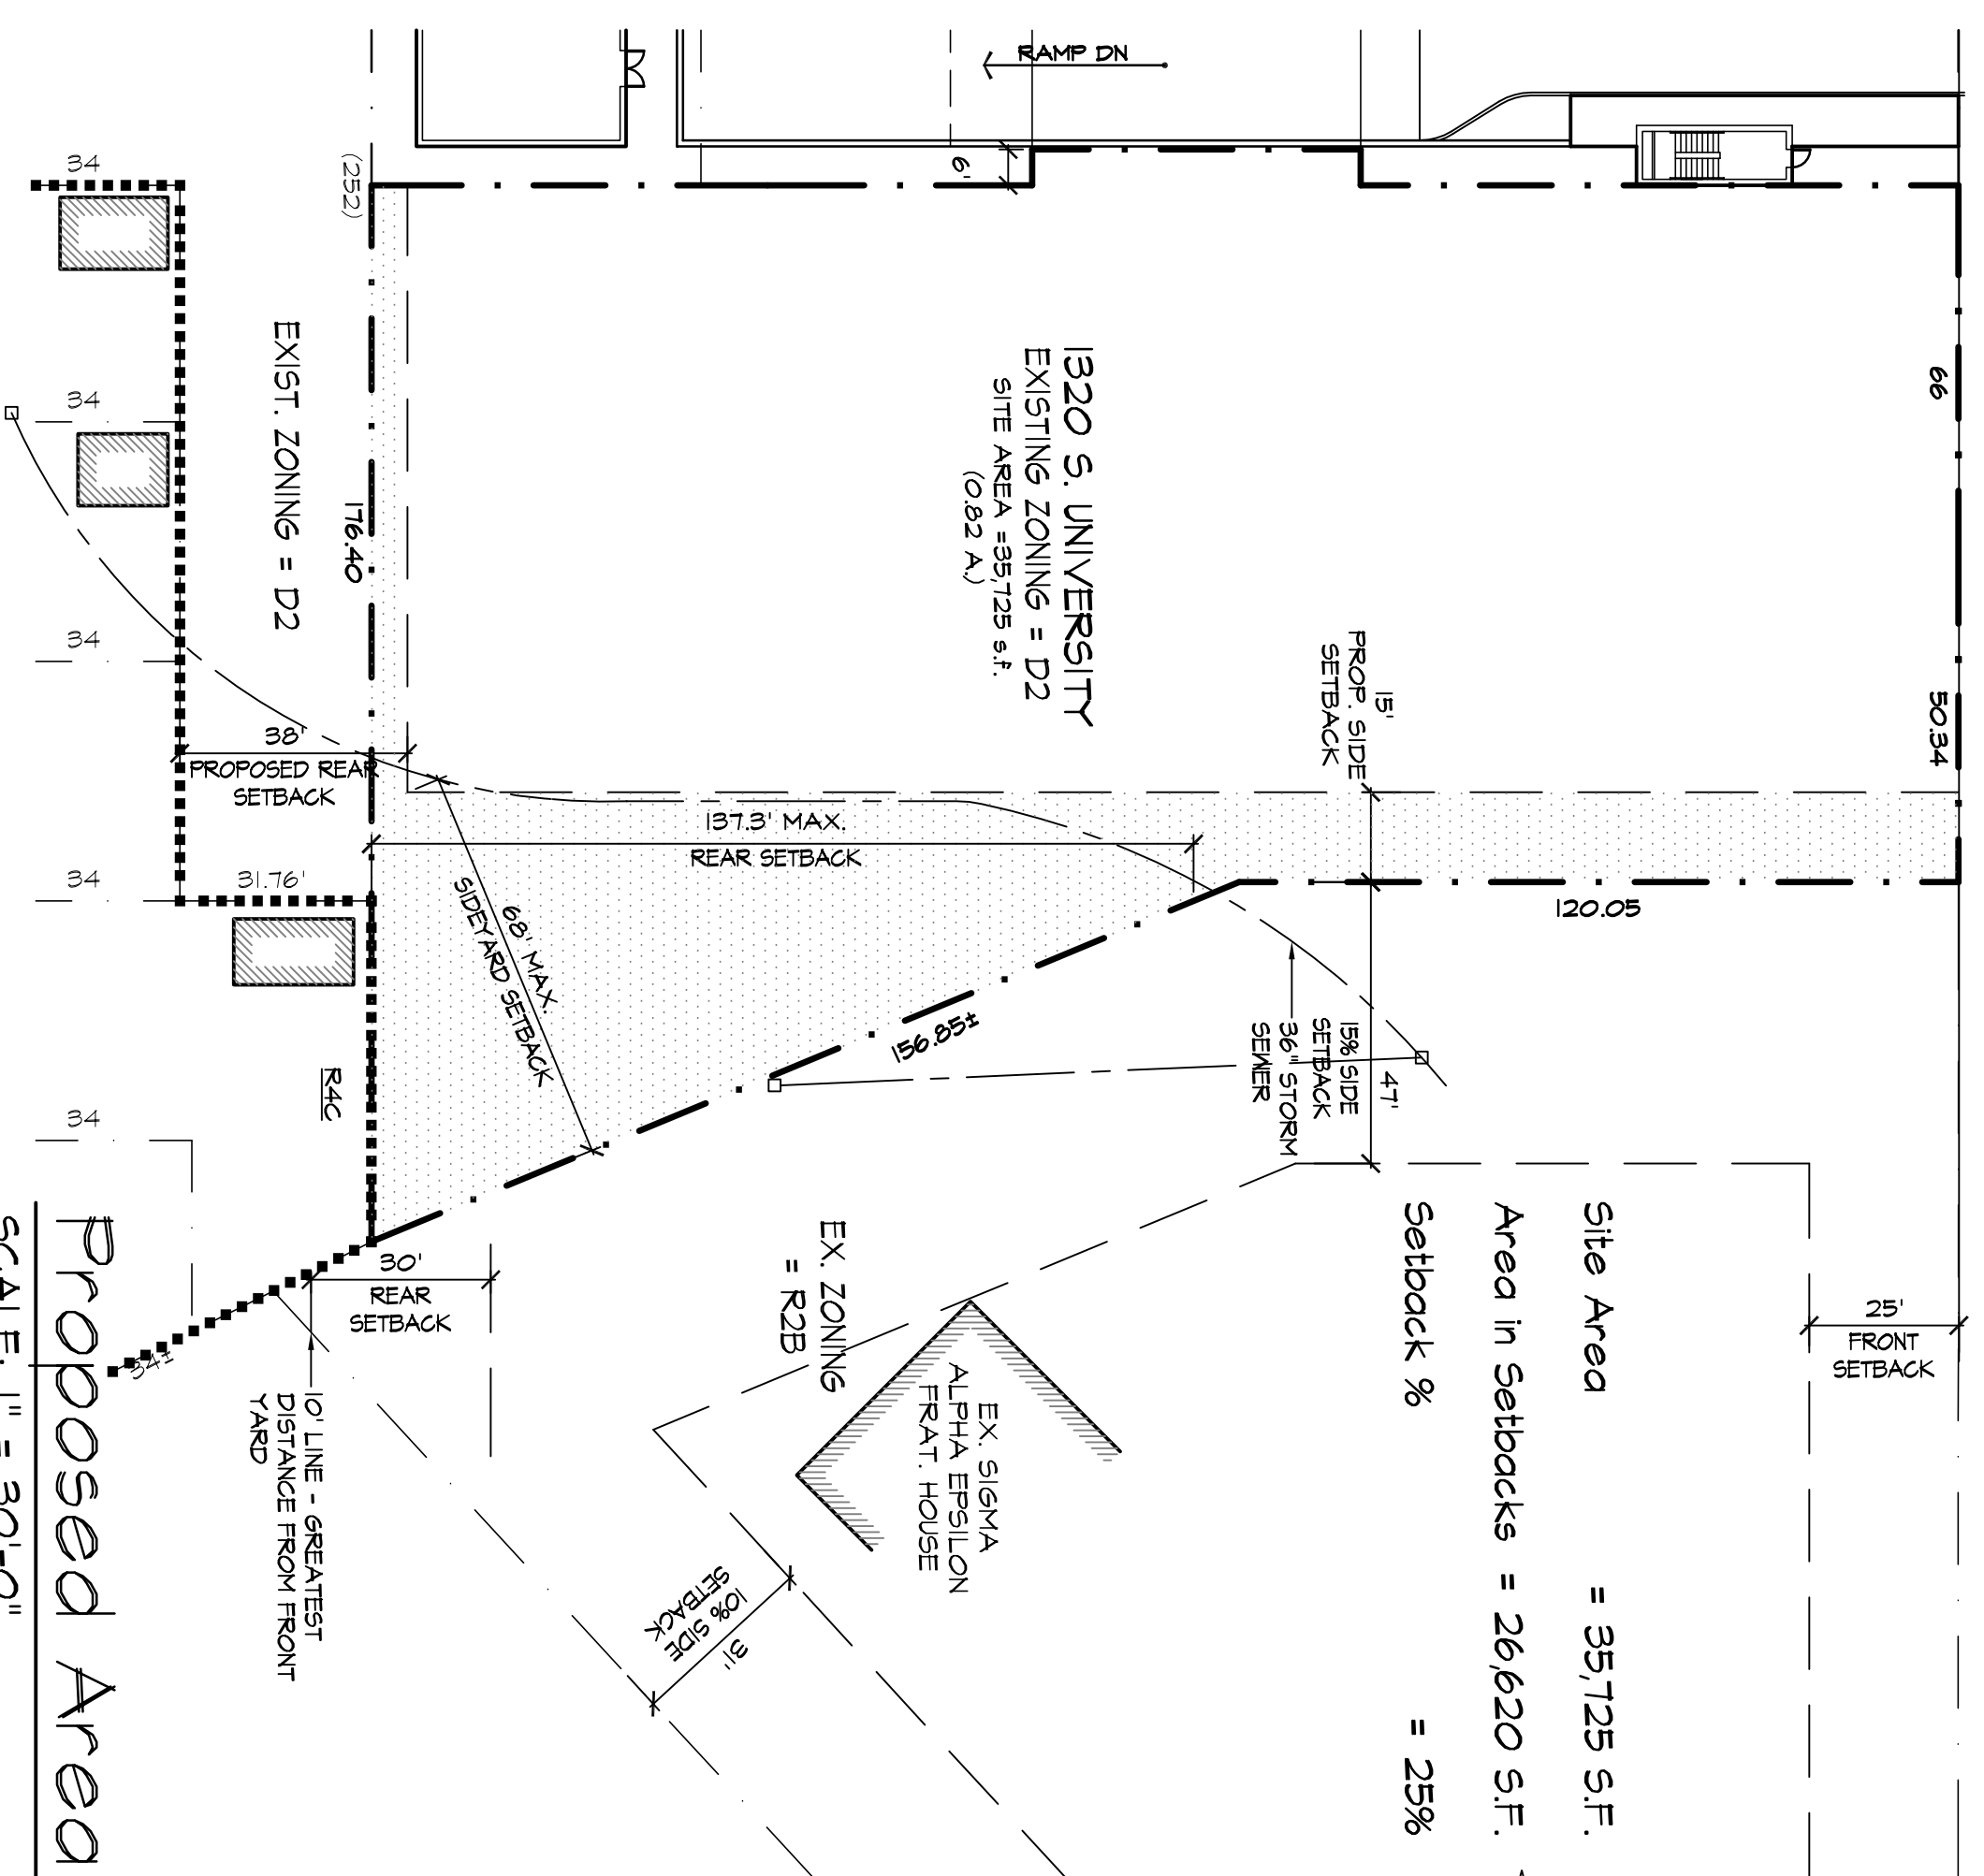 RAMP DN
6'
66
50.34
1320 S. UNIVERSITY
EXISTING ZONING = D2
SITE AREA =35,725 s.f.
(0.82 A.)
(252)
EXIST. ZONING = D2
176.40
34
34
34
34
34
38'
PROPOSED REAR
SETBACK
31.76'
15'
PROP. SIDE
SETBACK
137.3' MAX.
REAR SETBACK
68' MAX.
SIDEYARD SETBACK
120.05
156.85±
47'
15% SIDE
SETBACK
36" STORM
SEWER
R4C
30'
REAR
SETBACK
34±
10' LINE - GREATEST
DISTANCE FROM FRONT
YARD
EX. ZONING
= R2B
EX. SIGMA
ALPHA EPSILON
FRAT. HOUSE
31'
10% SIDE
SETBACK
25'
FRONT
SETBACK
Site Area = 35,725 S.F.
Area in Setbacks = 26,620 S.F.
Setback % = 25%
Proposed Area
SCALE: 1" = 30'-0"